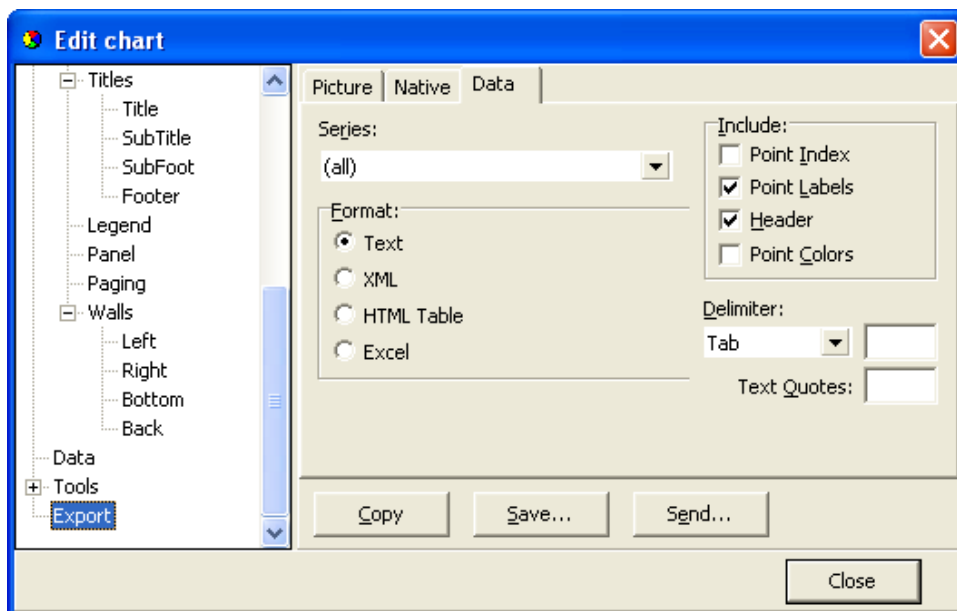 Edit chart
Titles
Title
SubTitle
SubFoot
Footer
Legend
Panel
Paging
Walls
Left
Right
Bottom
Back
Data
Tools
Export
Picture
Native
Data
Series:
(all)
Format:
Text
XML
HTML Table
Excel
Include:
Point Index
Point Labels
Header
Point Colors
Delimiter:
Tab
Text Quotes:
Copy
Save...
Send...
Close